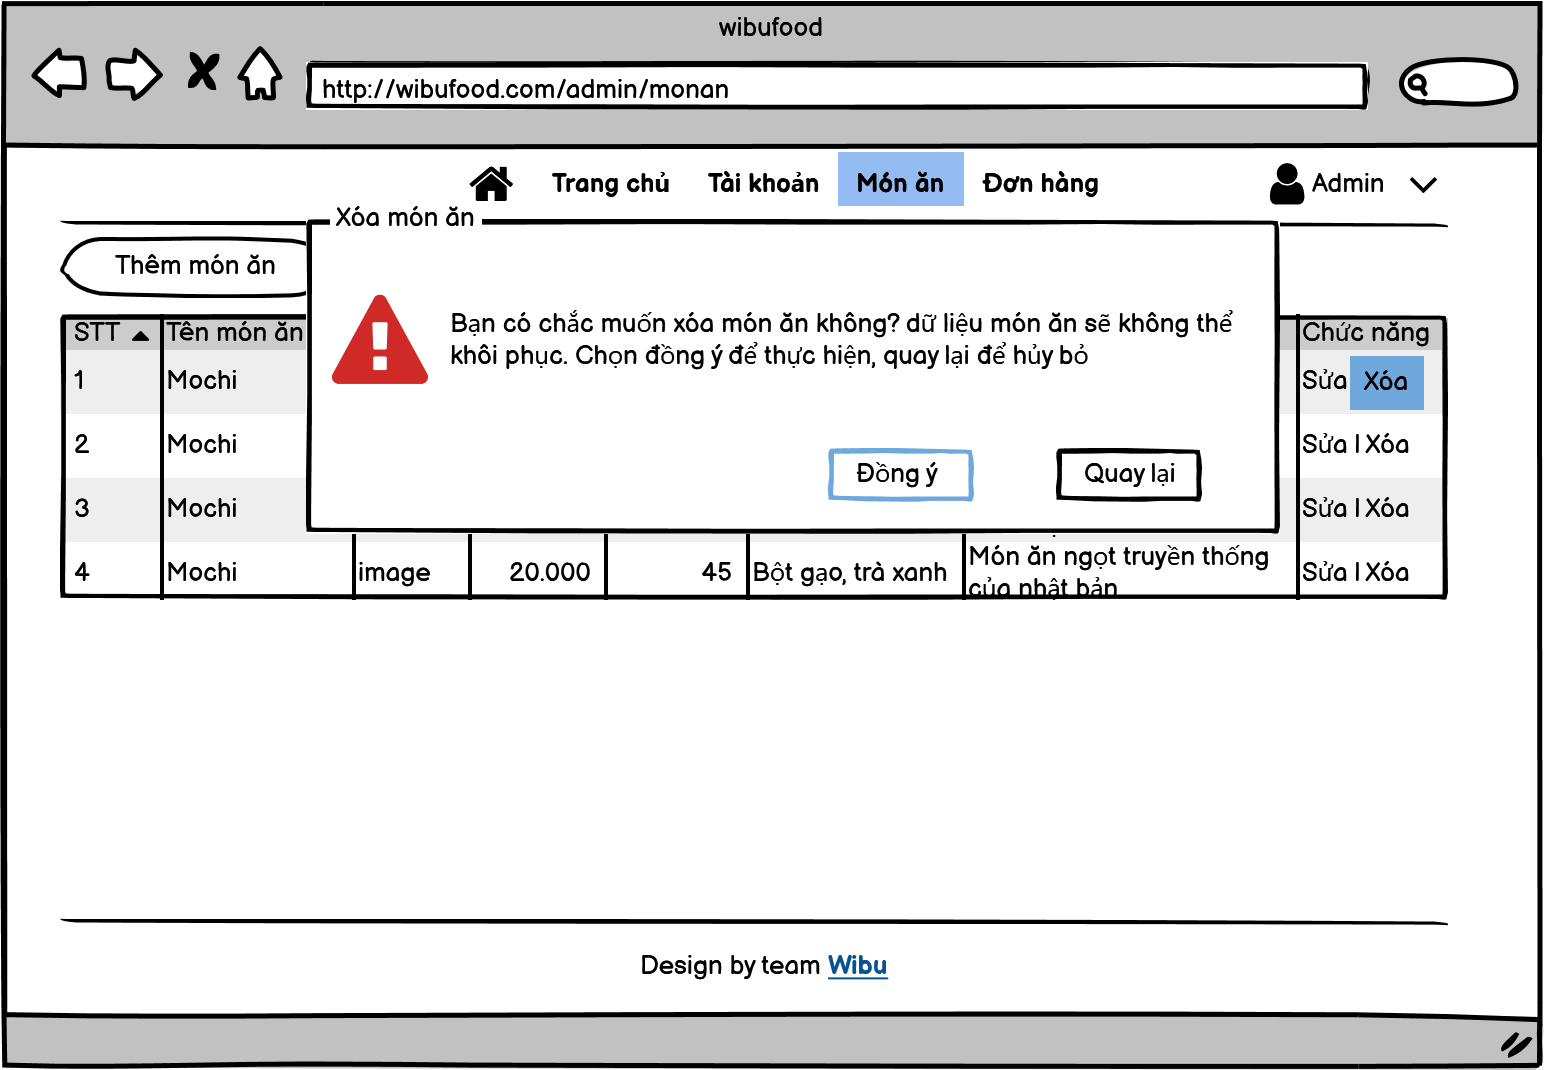 wibufood
http://wibufood.com/admin/monan
Trang chủ Tài khoản Món ăn Đơn hàng Admin
Xóa món ăn
Thêm món ăn
Bạn có chắc muốn xóa món ăn không? dữ liệu món ăn sẽ không thể
khôi phục. Chọn đồng ý để thực hiện, quay lại để hủy bỏ
Đồng ý Quay lại
STT Tên món ăn Chức năng
1 Mochi Sửa Xóa
2 Mochi Sửa | Xóa
3 Mochi Sửa | Xóa
4 Mochi image 20.000 45 Bột gạo, trà xanh Món ăn ngọt truyền thống
của nhật bản Sửa | Xóa
Design by team Wibu